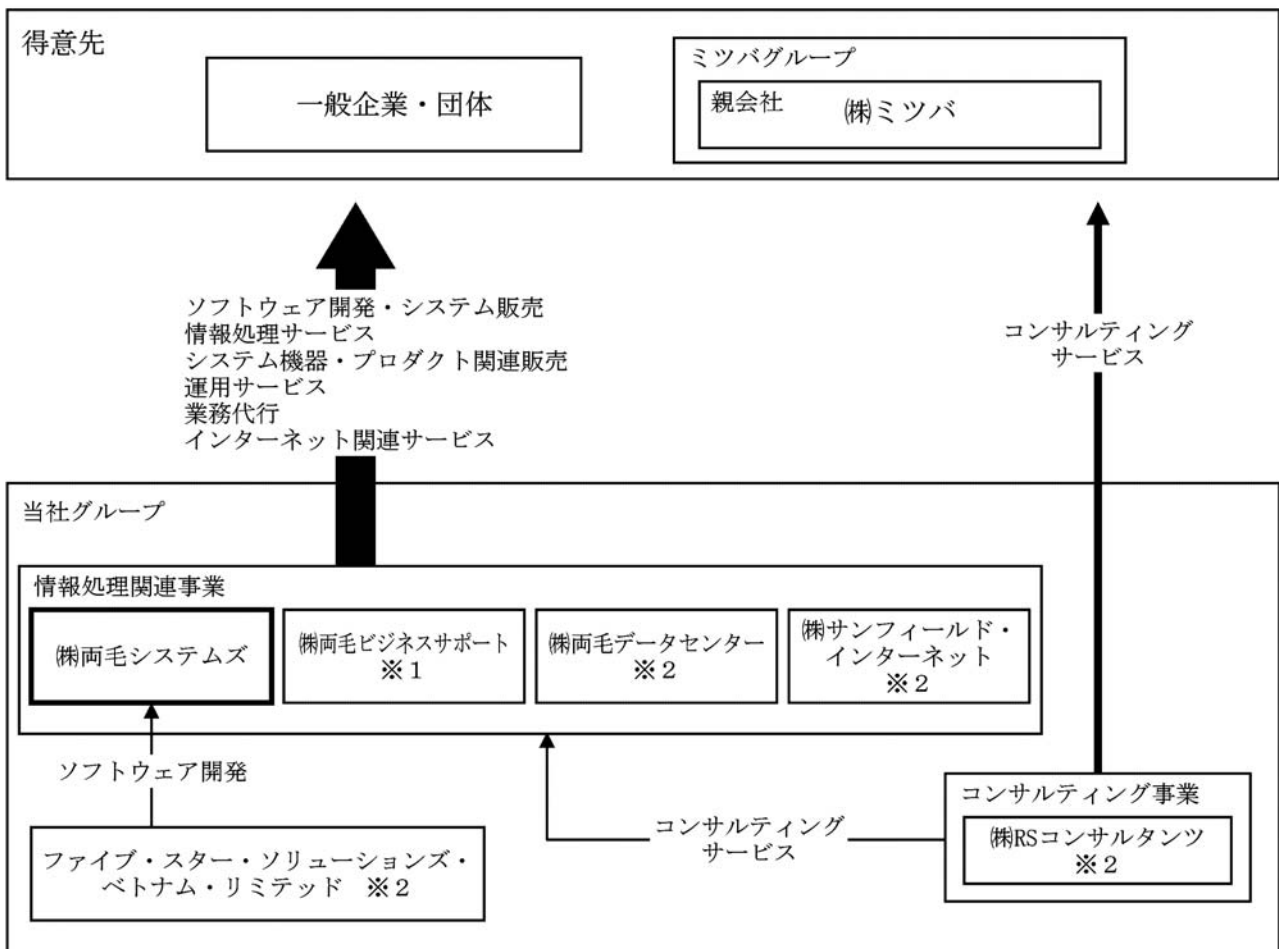 得意先
一般企業・団体
ミツバグループ
親会社
㈱ミツバ
ソフトウェア開発・システム販売
情報処理サービス
システム機器・プロダクト関連販売
運用サービス
業務代行
インターネット関連サービス
コンサルティング
サービス
当社グループ
情報処理関連事業
㈱両毛システムズ
㈱両毛ビジネスサポート
※1
㈱両毛データセンター
※2
㈱サンフィールド・
インターネット
※2
ソフトウェア開発
ファイブ・スター・ソリューションズ・
ベトナム・リミテッド ※2
コンサルティング
サービス
コンサルティング事業
㈱RSコンサルタンツ
※2